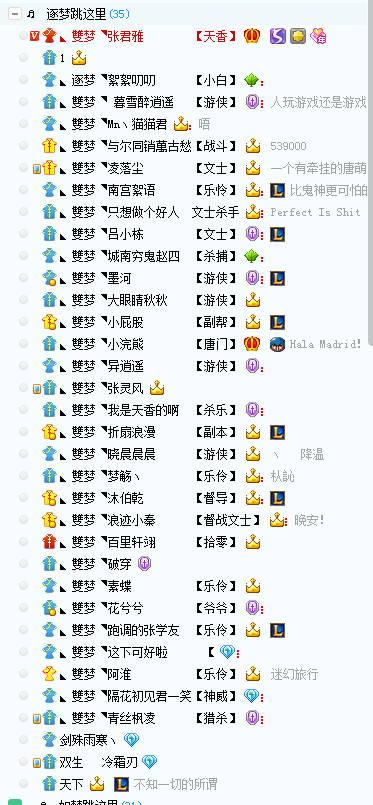 ♬ 逐梦跳这里 (35)
◣ 雙梦 ◥张君雅 【天香】
1
◣ 逐梦 ◥絮絮叨叨 【小白】
◣ 雙梦 ◥ 暮雪醉逍遥 【游侠】 人玩游戏还是游戏
◣ 雙梦 ◥Mn丶猫猫君 唔
◣ 雙梦 ◥与尔同销萬古愁【战斗】 539000
◣ 雙梦 ◥凌落尘 【文士】 一个有牵挂的唐萌
◣ 雙梦 ◥南宫絮语 【乐伶】 比鬼神更可怕的
◣ 雙梦 ◥只想做个好人 文士杀手 Perfect Is Shit
◣ 雙梦 ◥吕小栋 【文士】
◣ 雙梦 ◥城南穷鬼赵四 【杀捕】
◣ 雙梦 ◥墨河 【游侠】
◣ 雙梦 ◥大眼睛秋秋 【游侠】
◣ 雙梦 ◥小屁股 【副帮】
◣ 雙梦 ◥小浣熊 【唐门】 Hala Madrid!
◣ 雙梦 ◥异逍遥 【游侠】
◣ 雙梦 ◥张灵风
◣ 雙梦 ◥我是天香的啊 【杀乐】
◣ 雙梦 ◥折扇浪漫 【副本】
◣ 雙梦 ◥晓晨晨晨 【游侠】 丶 降温
◣ 雙梦 ◥梦觞丶 【乐伶】
◣ 雙梦 ◥沐伯乾 【督导】
◣ 雙梦 ◥浪迹小秦 【督战文士】 晚安!
◣ 雙梦 ◥百里轩翊 【拾零】
◣ 雙梦 ◥破穿
◣ 雙梦 ◥素蝶 【乐伶】
◣ 雙梦 ◥花兮兮 【爷爷】
◣ 雙梦 ◥跑调的张学友 【乐伶】
◣ 雙梦 ◥这下可好啦 【
◣ 雙梦 ◥阿淮 【乐伶】 迷幻旅行
◣ 雙梦 ◥隔花初见君一笑【神威】
◣ 雙梦 ◥青丝枫凌 【猎杀】
剑殊雨寒丶
双生 冷霜刃
天下 不知一切的所谓